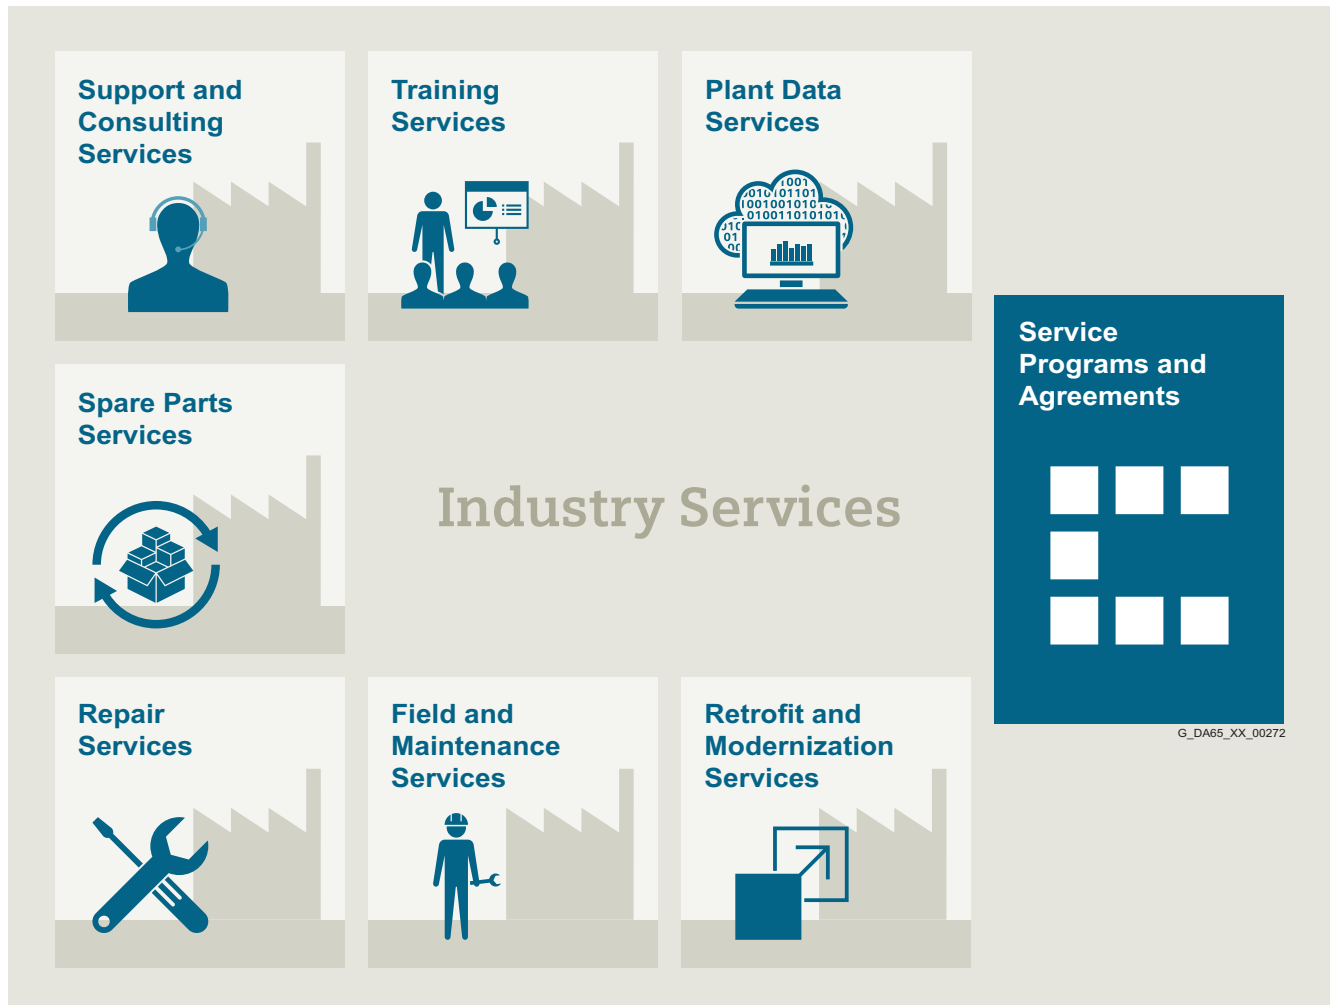 Support and
Consulting
Services
Training
Services
Plant Data
Services
Service
Programs and
Agreements
Spare Parts
Services
Industry Services
Repair
Services
Field and
Maintenance
Services
Retrofit and
Modernization
Services
G_DA65_XX_00272